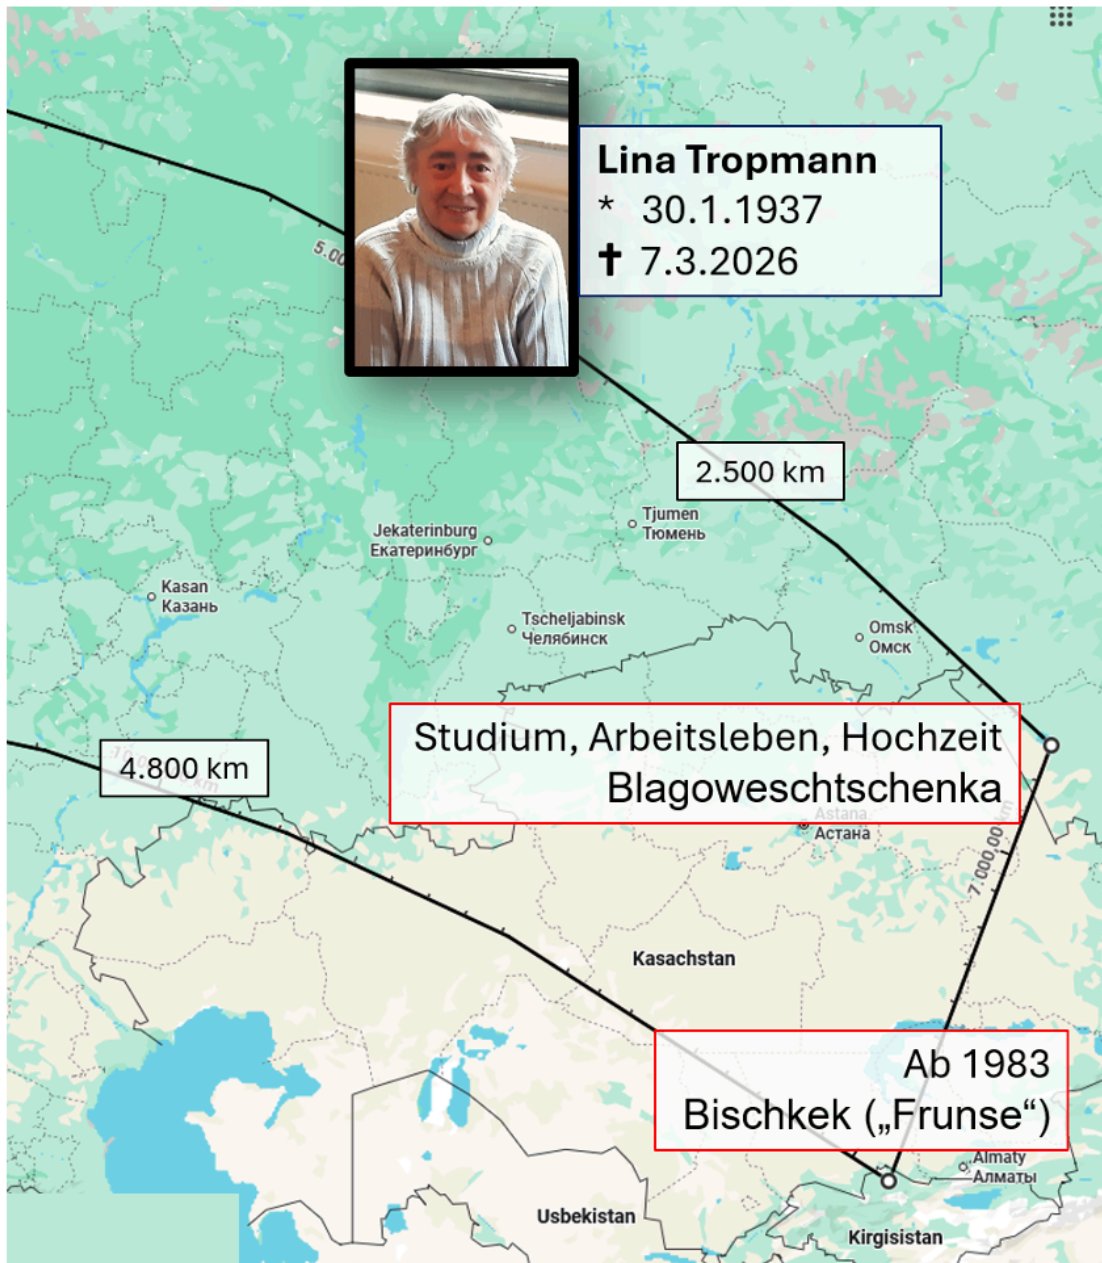 Lina Tropmann
* 30.1.1937
✝ 7.3.2026
5.00
2.500 km
Tjumen
Тюмень
Jekaterinburg
Екатеринбург
Kasan
Казань
Tscheljabinsk
Челябинск
Omsk
Омск
Studium, Arbeitsleben, Hochzeit
Blagoweschtschenka
4.800 km
Astana
Астана
7.000,00 km
Kasachstan
Ab 1983
Bischkek („Frunse“)
Almaty
Алматы
Usbekistan
Kirgisistan